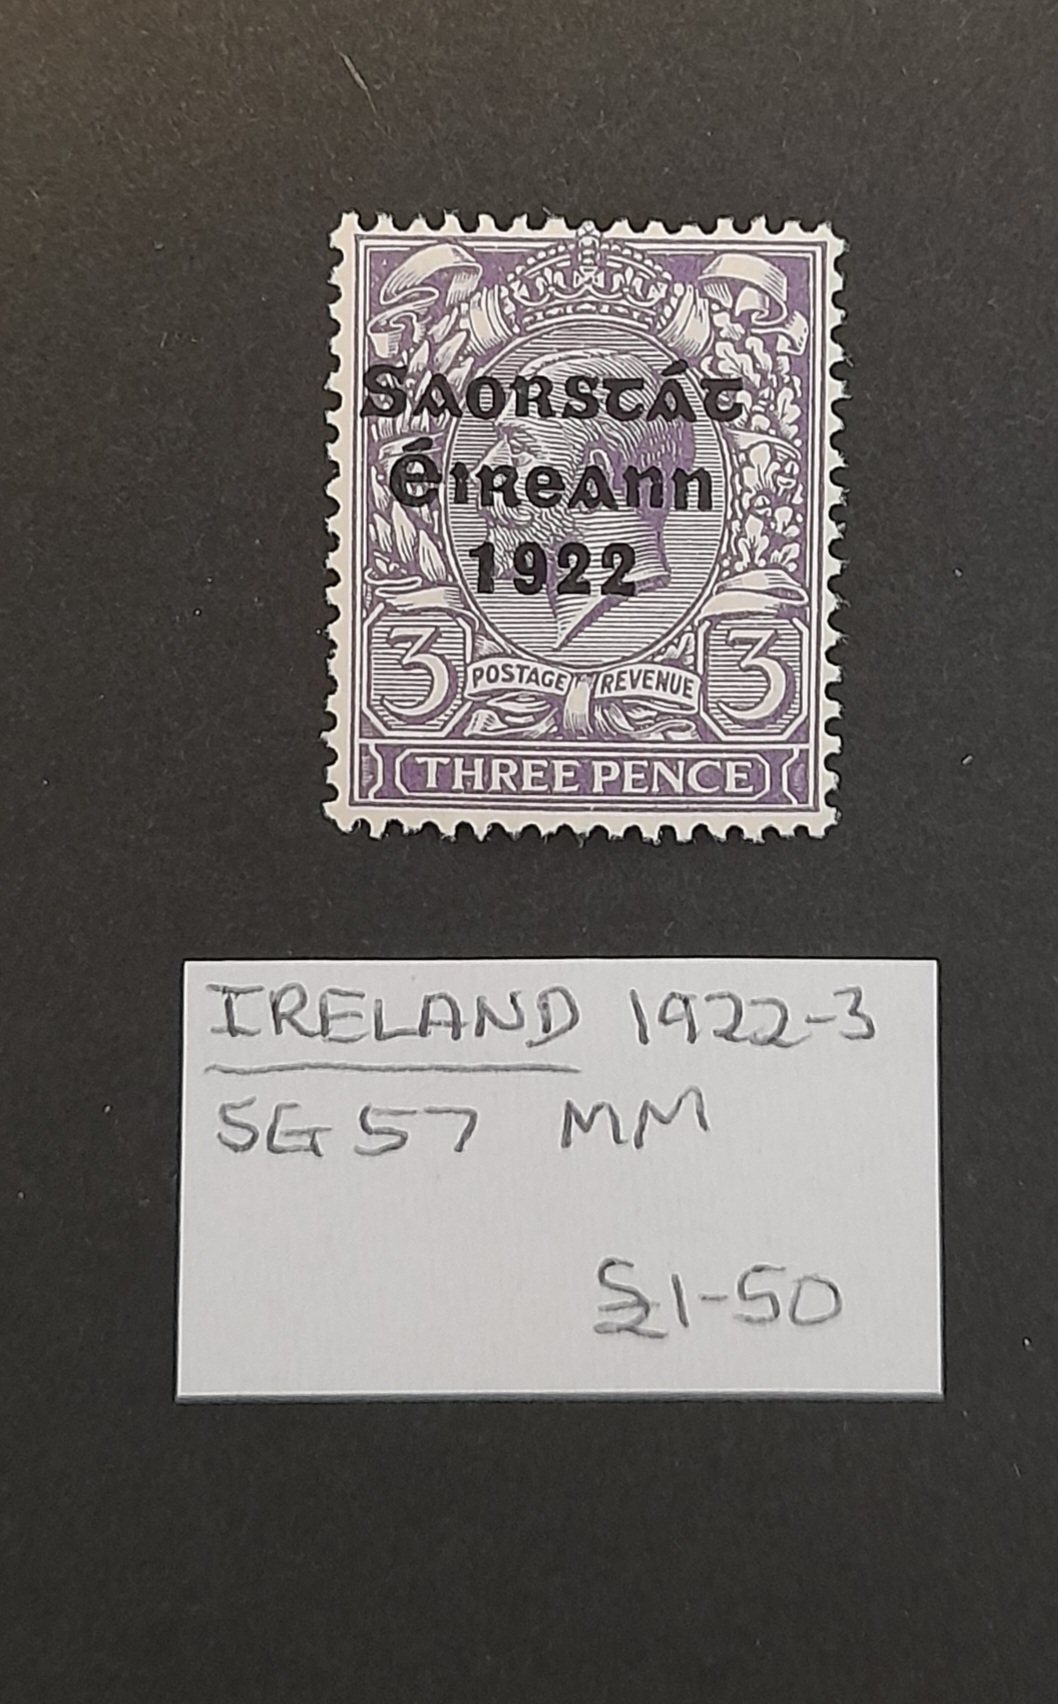 Saorstát
Éireann
1922
3 POSTAGE REVENUE 3
THREE PENCE
IRELAND 1922-3
SG 57 MM
£1-50